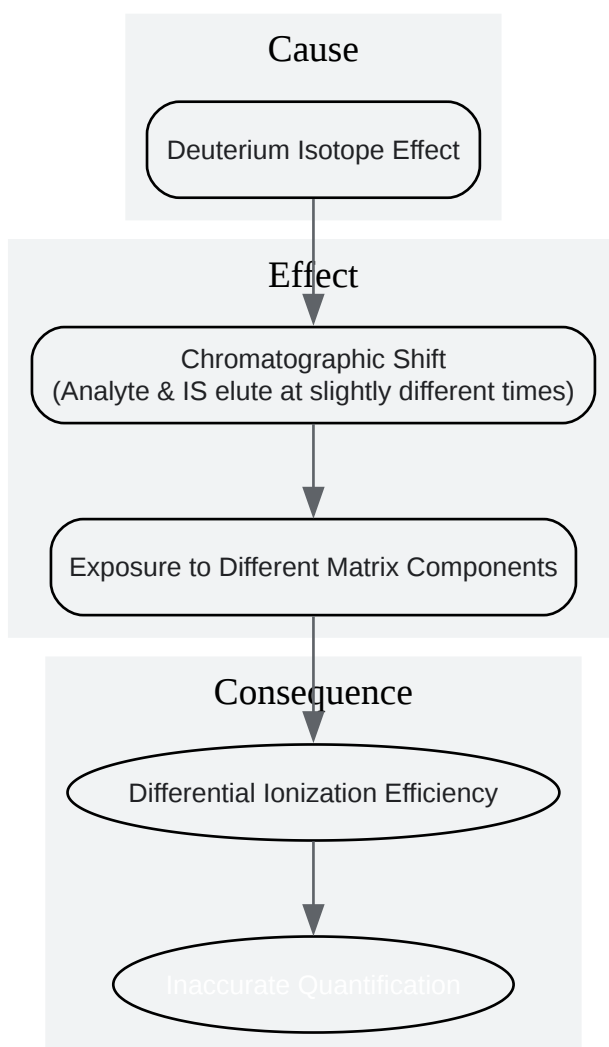 Cause
Deuterium Isotope Effect
Effect
Chromatographic Shift
(Analyte & IS elute at slightly different times)
Exposure to Different Matrix Components
Consequence
Differential Ionization Efficiency
Inaccurate Quantification